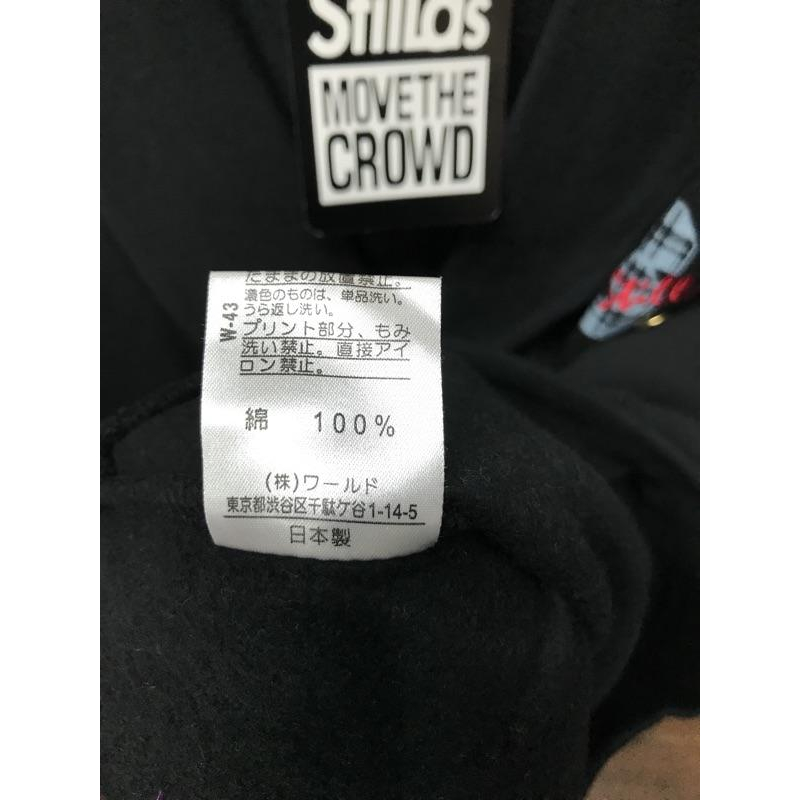 StillLas
MOVE THE
CROWD
たままの放置禁止。
濃色のものは、単品洗い。
うら返し洗い。
プリント部分、もみ
洗い禁止。直接アイ
ロン禁止。
W-43
綿 100%
(株)ワールド
東京都渋谷区千駄ケ谷1-14-5
日本製